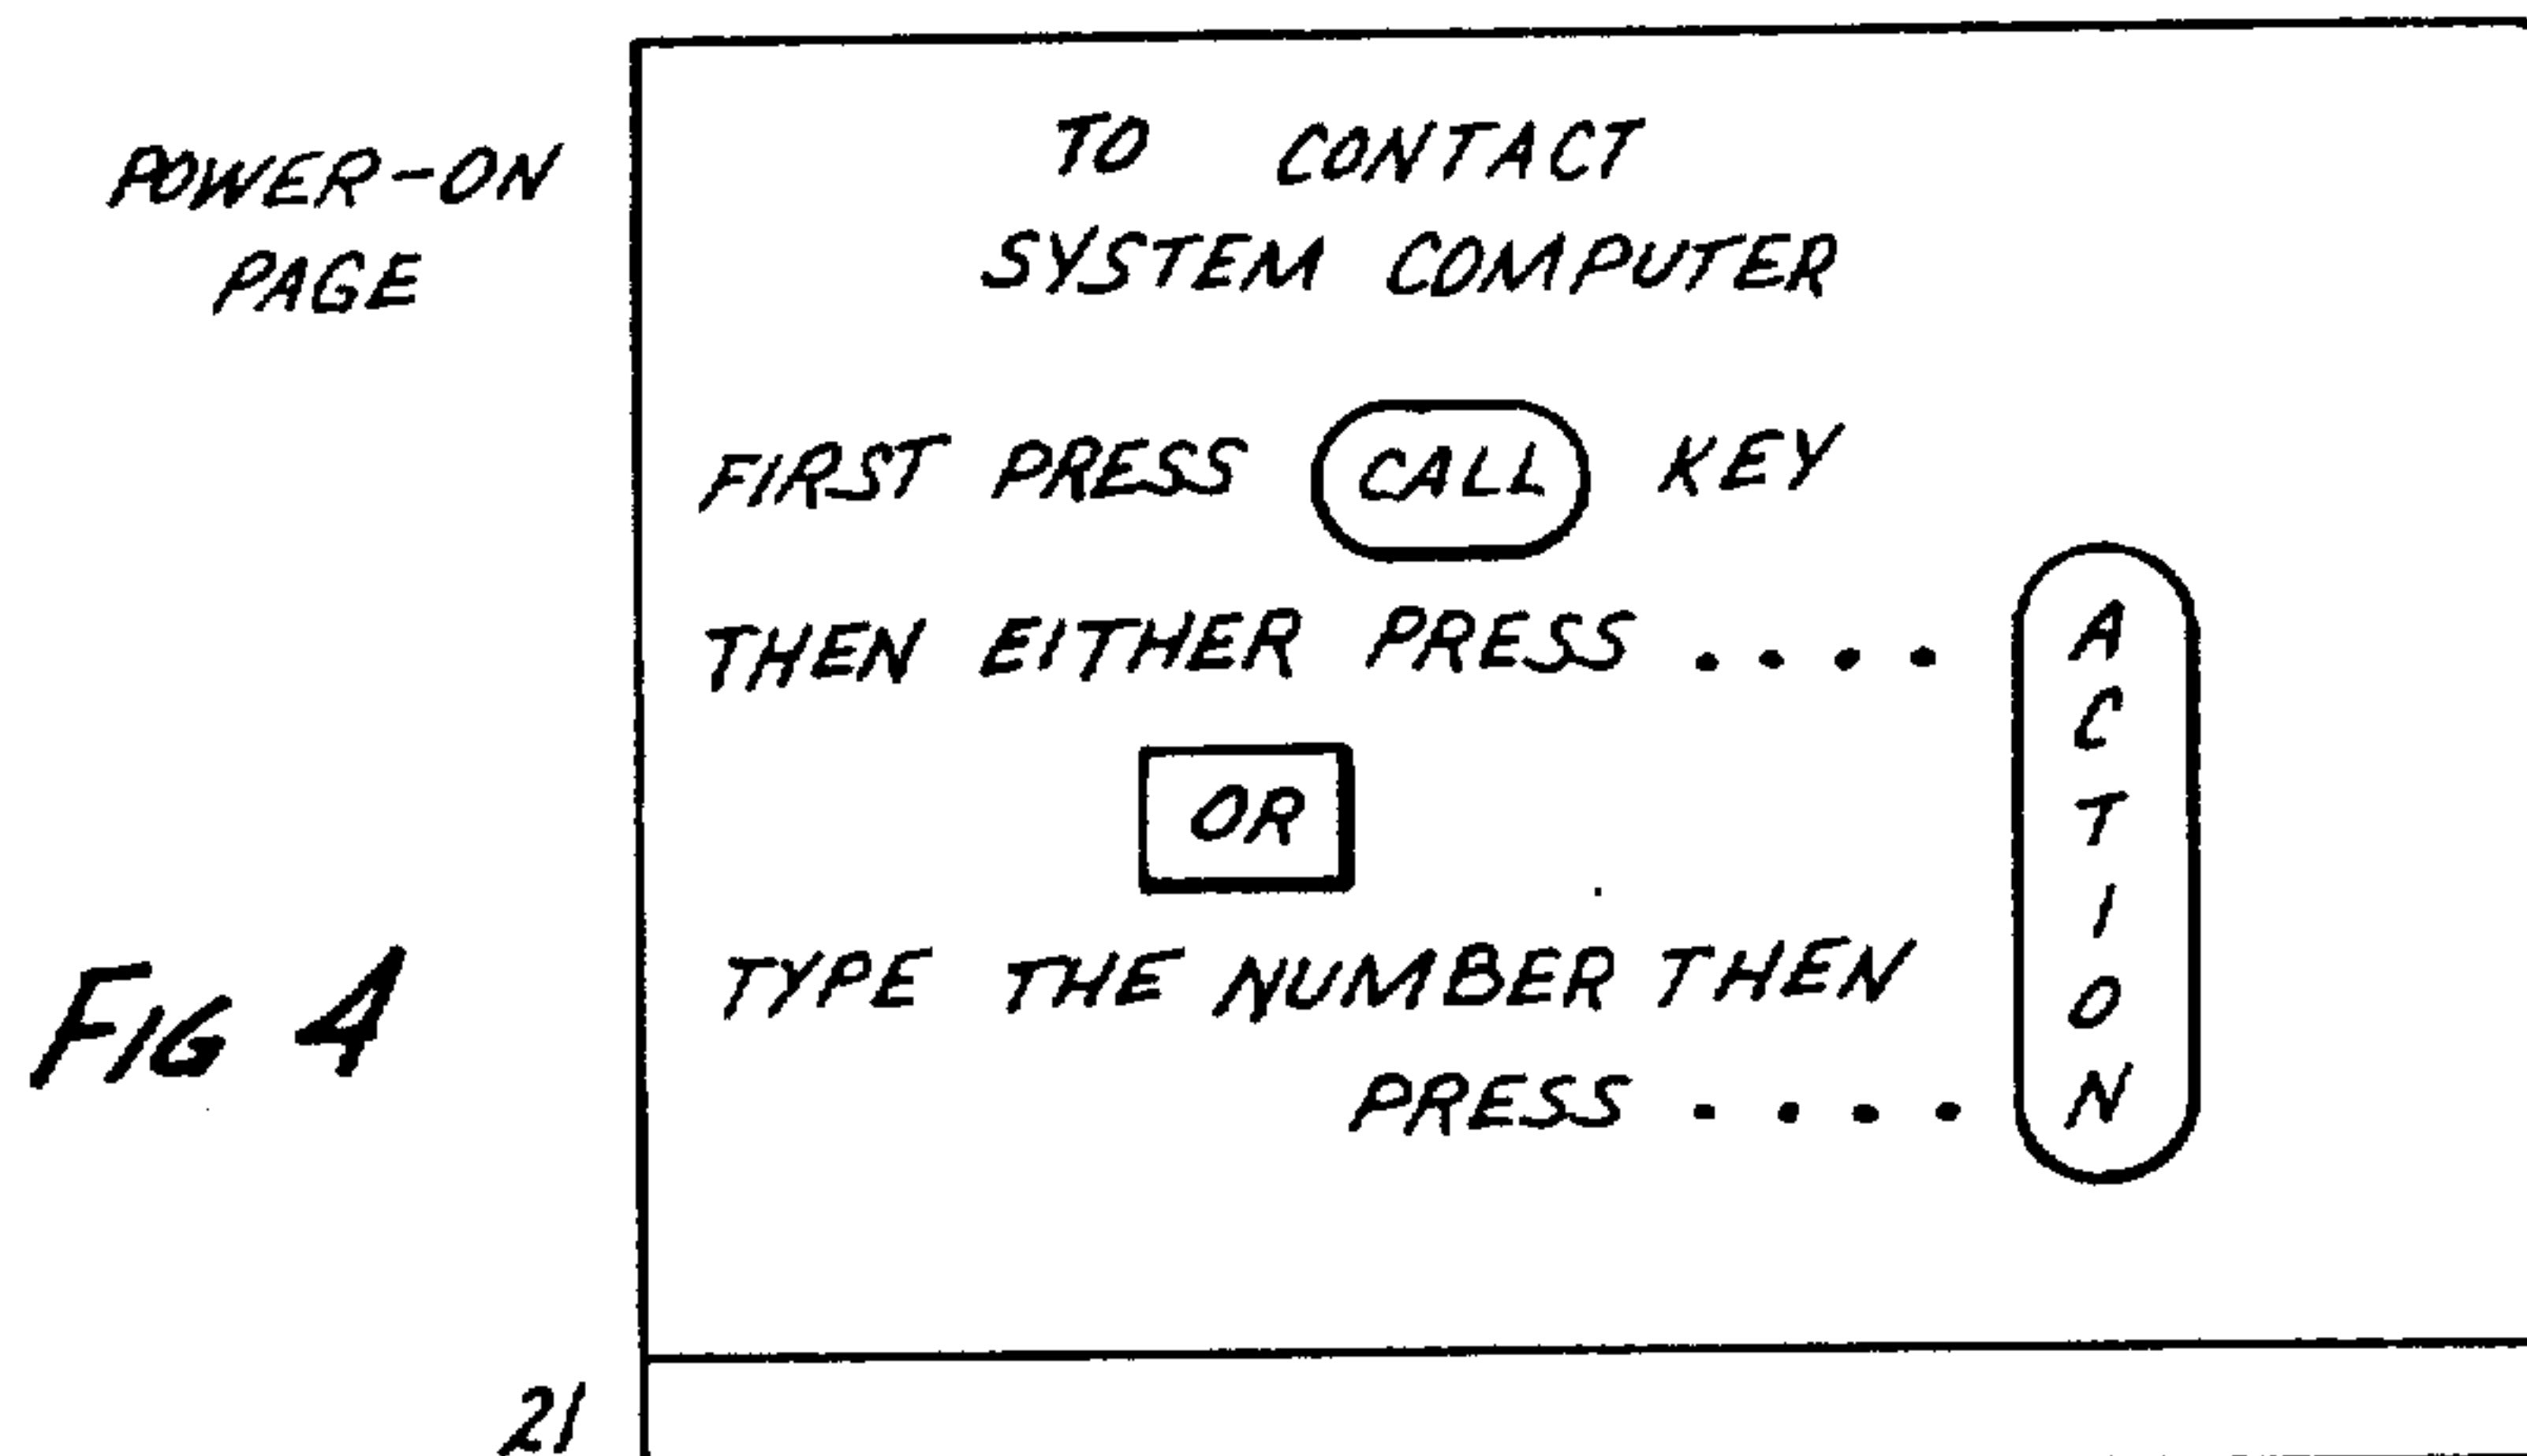 POWER-ON
PAGE
TO CONTACT
SYSTEM COMPUTER
FIRST PRESS CALL KEY
THEN EITHER PRESS ....
OR
TYPE THE NUMBER THEN
PRESS ....
ACTION
FIG 4
21